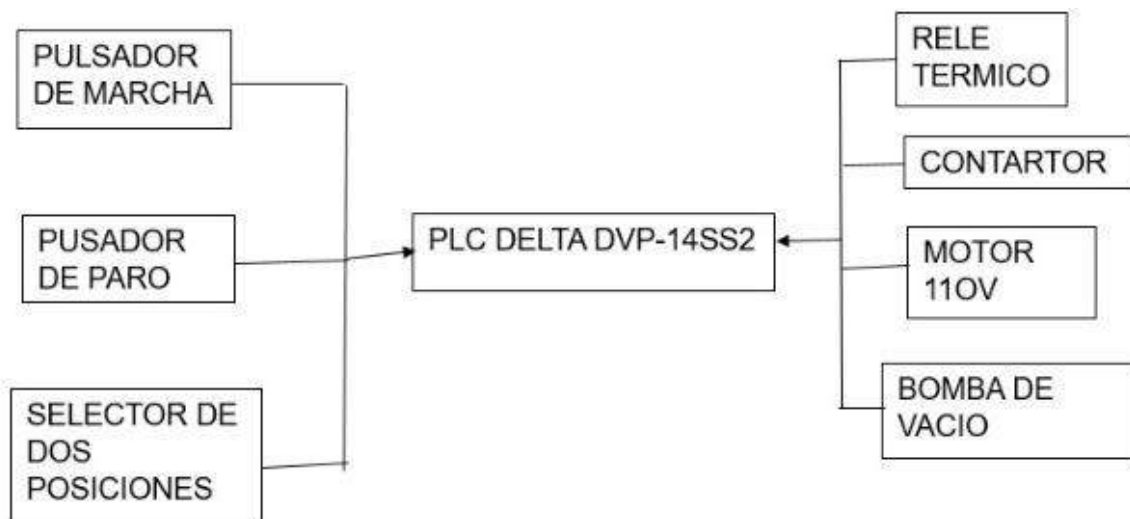 PULSADOR
DE MARCHA
PUSADOR
DE PARO
SELECTOR DE
DOS
POSICIONES
PLC DELTA DVP-14SS2
RELE
TERMICO
CONTARTOR
MOTOR
11OV
BOMBA DE
VACIO